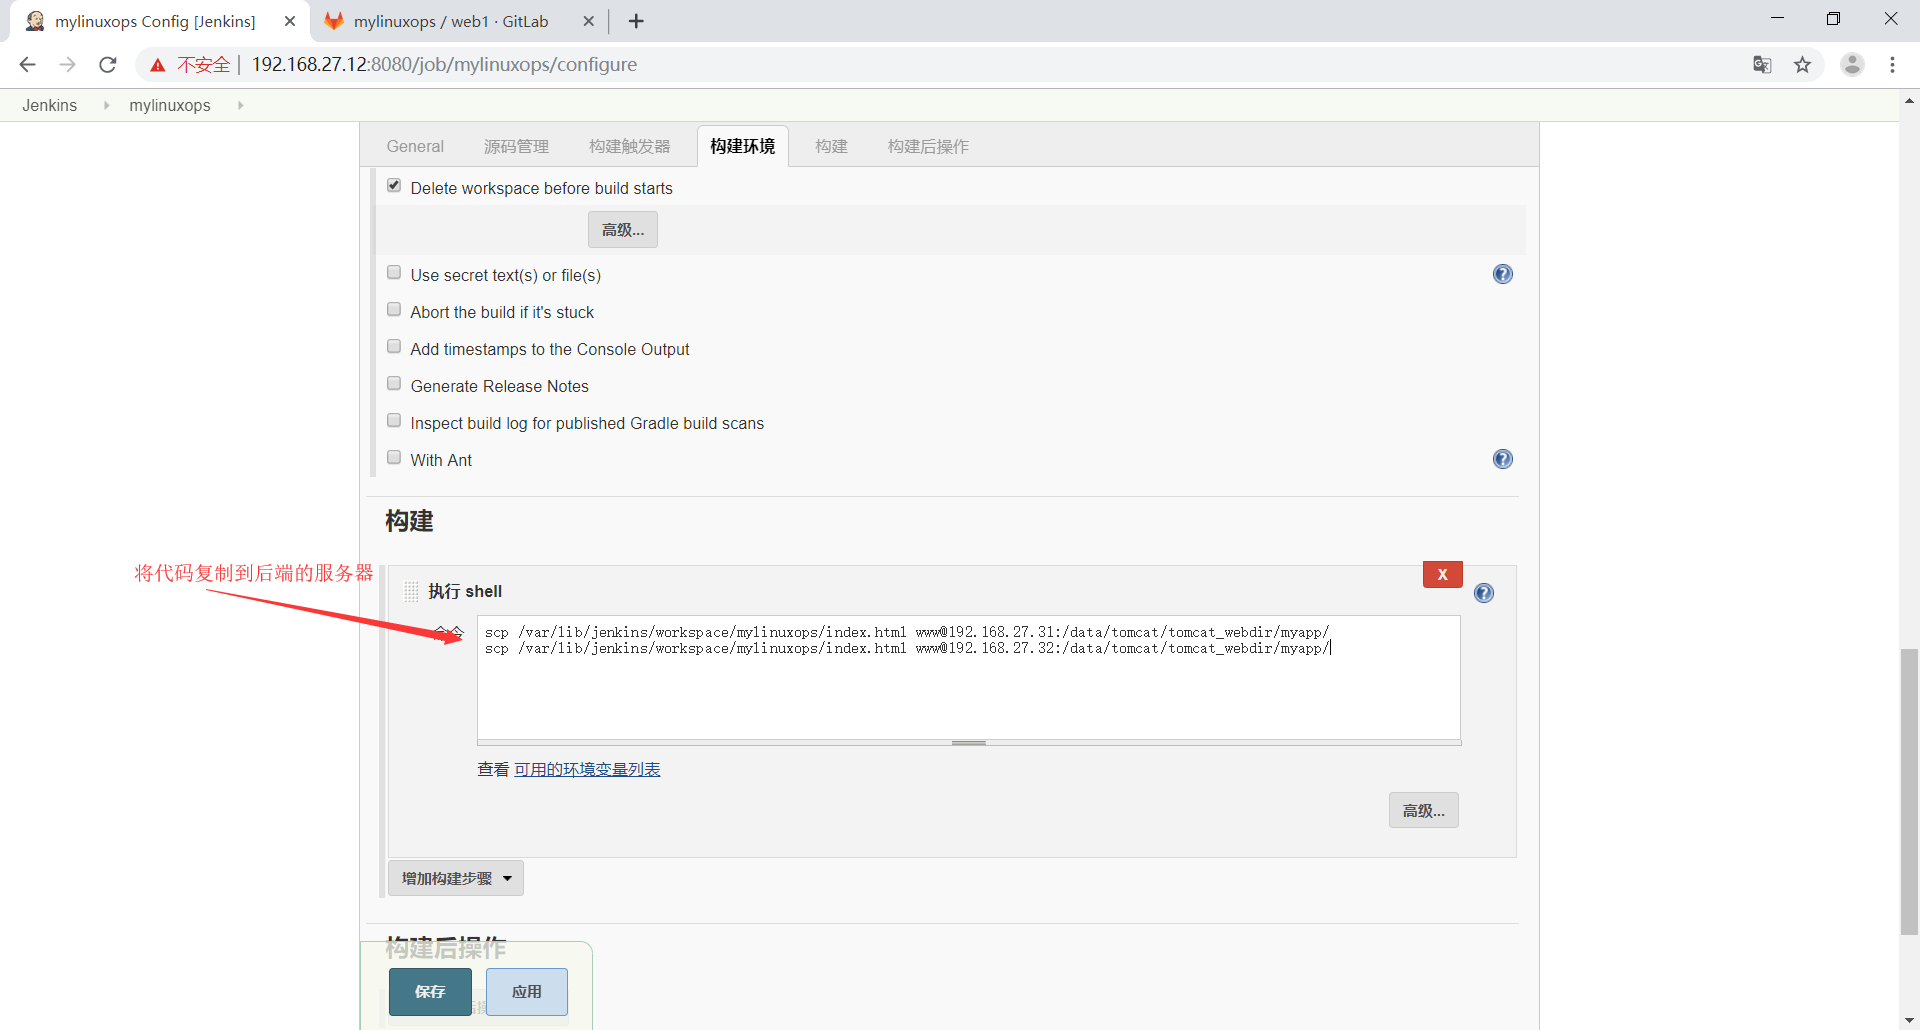 mylinuxops Config [Jenkins]
mylinuxops / web1 · GitLab
不安全 | 192.168.27.12:8080/job/mylinuxops/configure
Jenkins
mylinuxops
General
源码管理
构建触发器
构建环境
构建
构建后操作
Delete workspace before build starts
高级...
Use secret text(s) or file(s)
Abort the build if it's stuck
Add timestamps to the Console Output
Generate Release Notes
Inspect build log for published Gradle build scans
With Ant
构建
将代码复制到后端的服务器
X
执行 shell
命令
scp /var/lib/jenkins/workspace/mylinuxops/index.html www@192.168.27.31:/data/tomcat/tomcat_webdir/myapp/
scp /var/lib/jenkins/workspace/mylinuxops/index.html www@192.168.27.32:/data/tomcat/tomcat_webdir/myapp/
查看 可用的环境变量列表
高级...
增加构建步骤
构建后操作
保存
应用